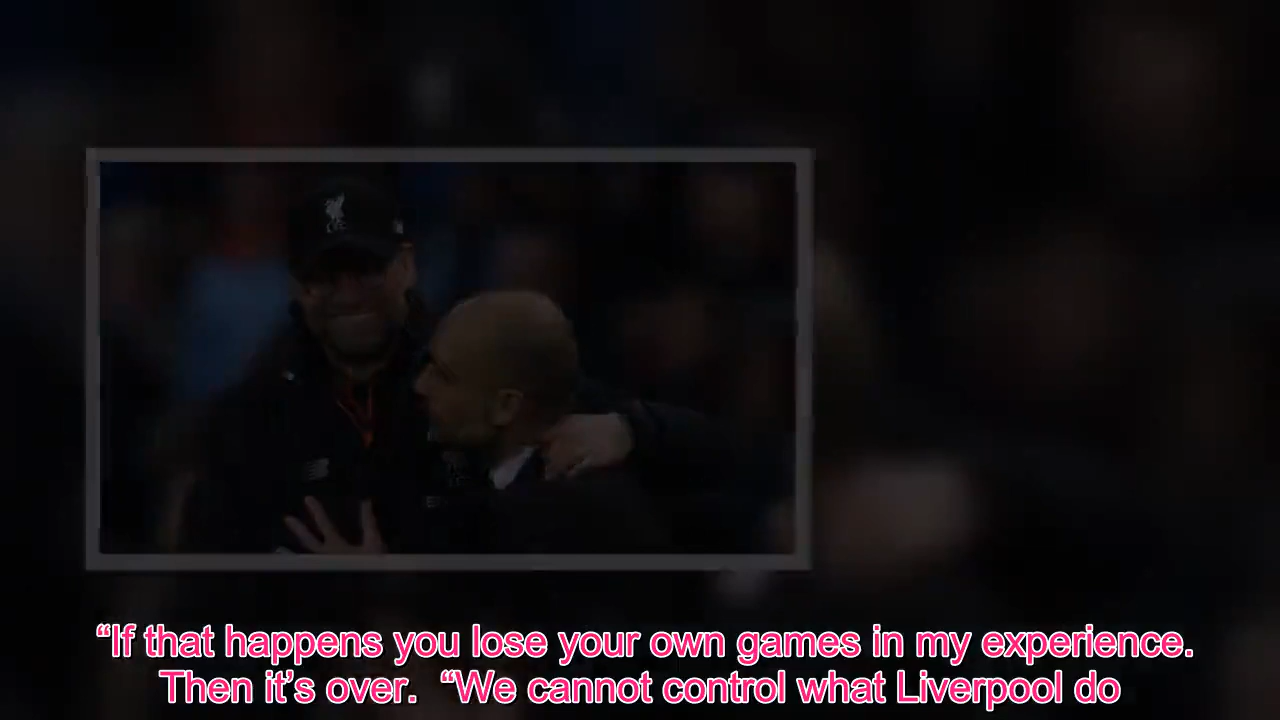 LFC
“If that happens you lose your own games in my experience.
Then it’s over.  “We cannot control what Liverpool do